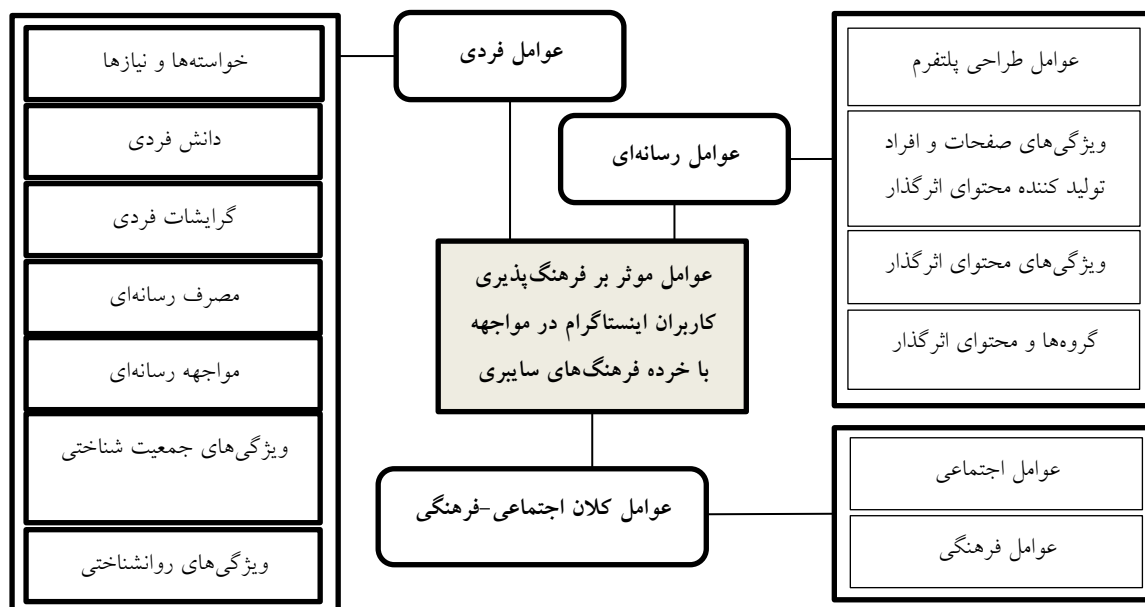 عوامل فردی
خواسته‌ها و نیازها
دانش فردی
گرایشات فردی
مصرف رسانه‌ای
مواجهه رسانه‌ای
ویژگی‌های جمعیت شناختی
ویژگی‌های روانشناختی
عوامل رسانه‌ای
عوامل طراحی پلتفرم
ویژگی‌های صفحات و افراد
تولید کننده محتوای اثرگذار
ویژگی‌های محتوای اثرگذار
گروه‌ها و محتوای اثرگذار
عوامل موثر بر فرهنگ‌پذیری
کاربران اینستاگرام در مواجهه
با خرده فرهنگ‌های سایبری
عوامل کلان اجتماعی-فرهنگی
عوامل اجتماعی
عوامل فرهنگی